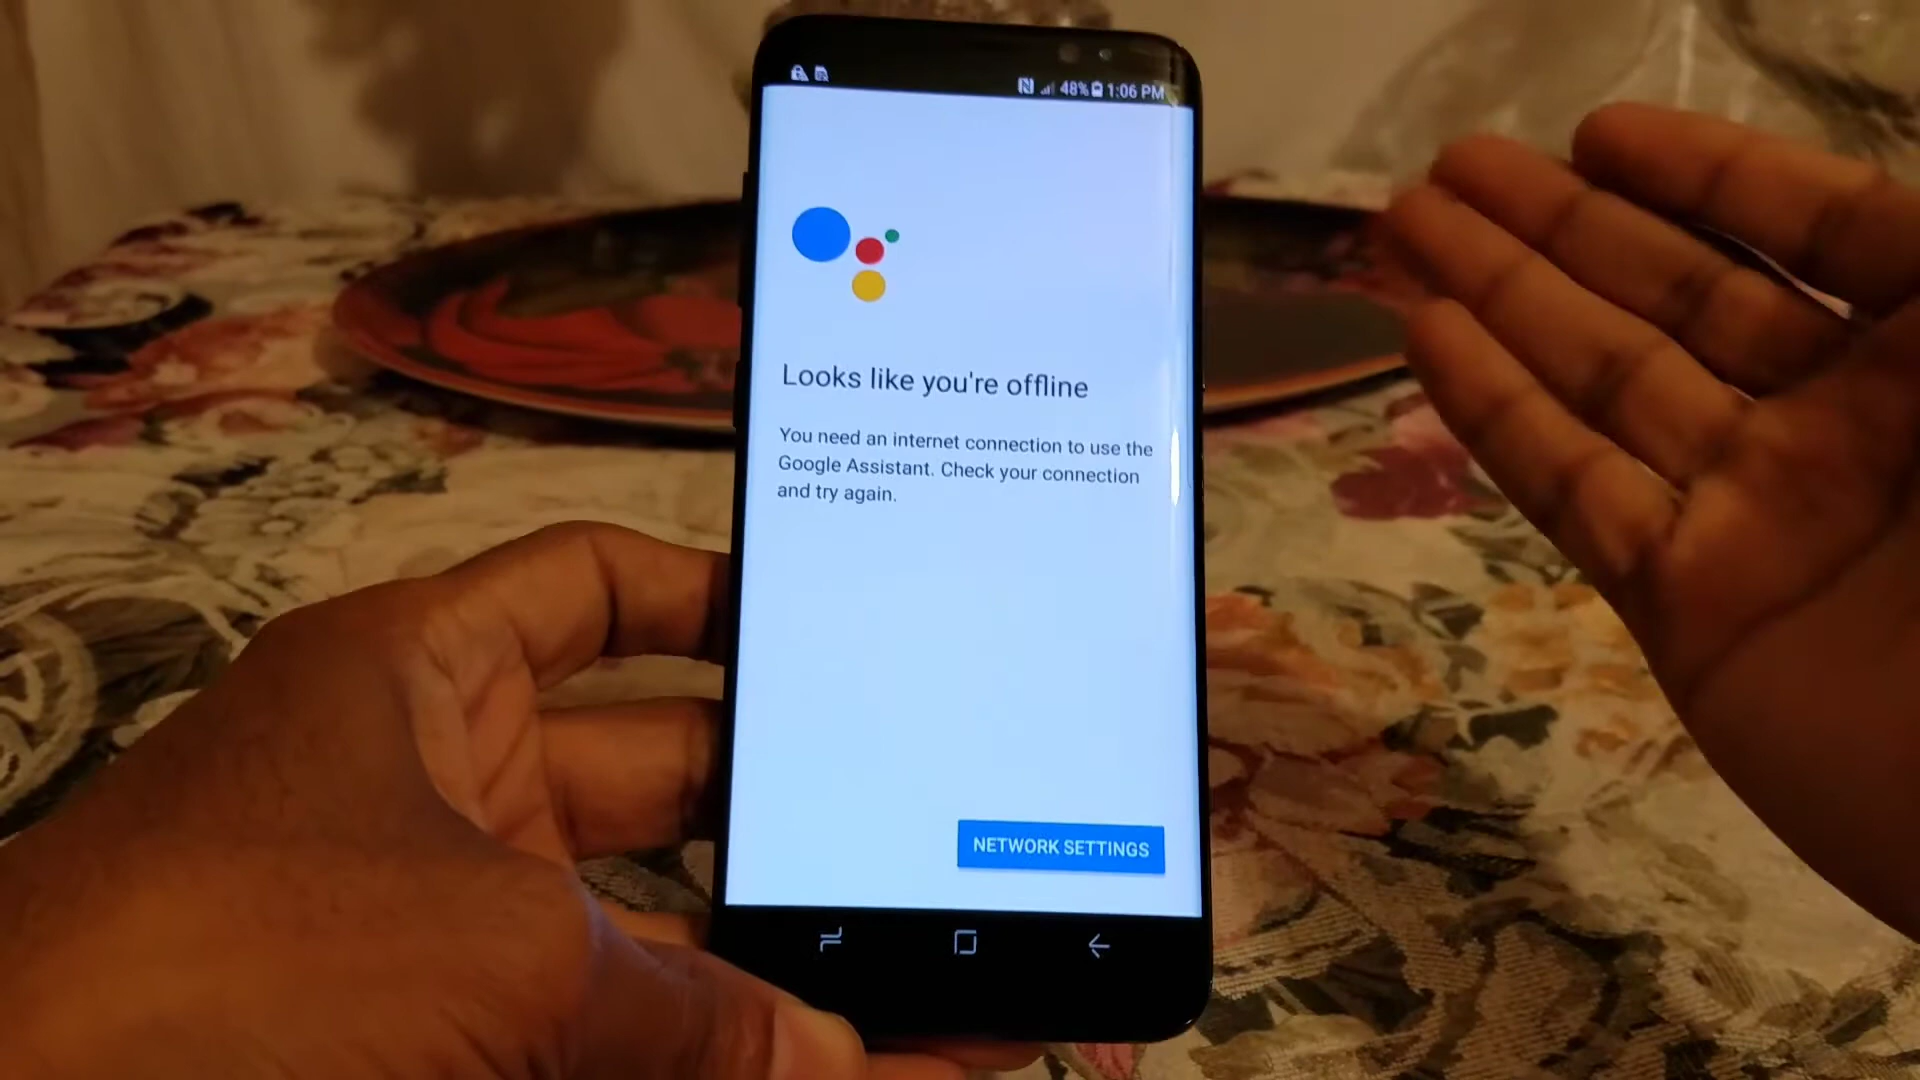 48% 1:06 PM
Looks like you're offline
You need an internet connection to use the
Google Assistant. Check your connection
and try again.
NETWORK SETTINGS